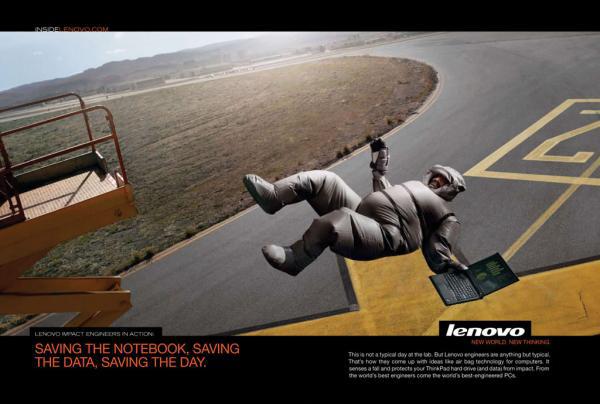 INSIDELENOVO.COM
LENOVO IMPACT ENGINEERS IN ACTION:
SAVING THE NOTEBOOK, SAVING
THE DATA, SAVING THE DAY.
lenovo
NEW WORLD. NEW THINKING
This is not a typical day at the lab. But Lenovo engineers are anything but typical.
That's how they come up with ideas like air bag technology for computers. It
senses a fall and protects your ThinkPad hard drive (and data) from impact. From
the world's best engineers come the world's best-engineered PCs.
2